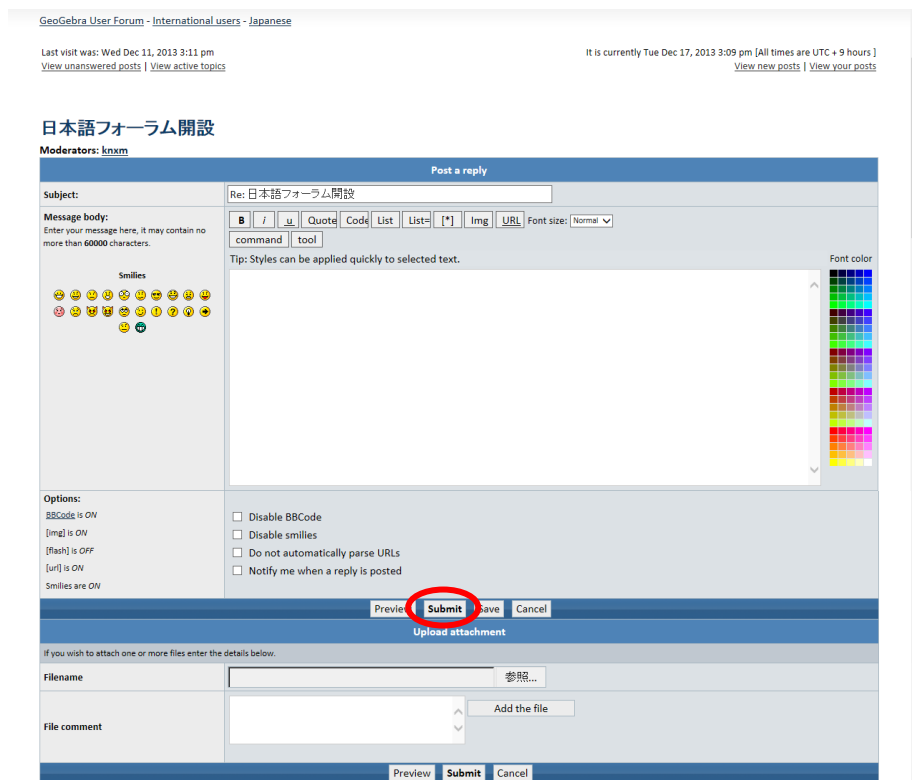 GeoGebra User Forum - International users - Japanese
Last visit was: Wed Dec 11, 2013 3:11 pm
It is currently Tue Dec 17, 2013 3:09 pm [All times are UTC + 9 hours ]
View unanswered posts | View active topics
View new posts | View your posts
日本語フォーラム開設
Moderators: knxm
Post a reply
Subject:
Re: 日本語フォーラム開設
Message body:
Enter your message here, it may contain no
more than 60000 characters.
Smilies
B i u Quote Code List List= [*] Img URL Font size: Normal
command tool
Tip: Styles can be applied quickly to selected text.
Font color
Options:
BBCode is ON
[img] is ON
[flash] is OFF
[url] is ON
Smilies are ON
Disable BBCode
Disable smilies
Do not automatically parse URLs
Notify me when a reply is posted
Preview Submit Save Cancel
Upload attachment
If you wish to attach one or more files enter the details below.
Filename
参照...
File comment
Add the file
Preview Submit Cancel